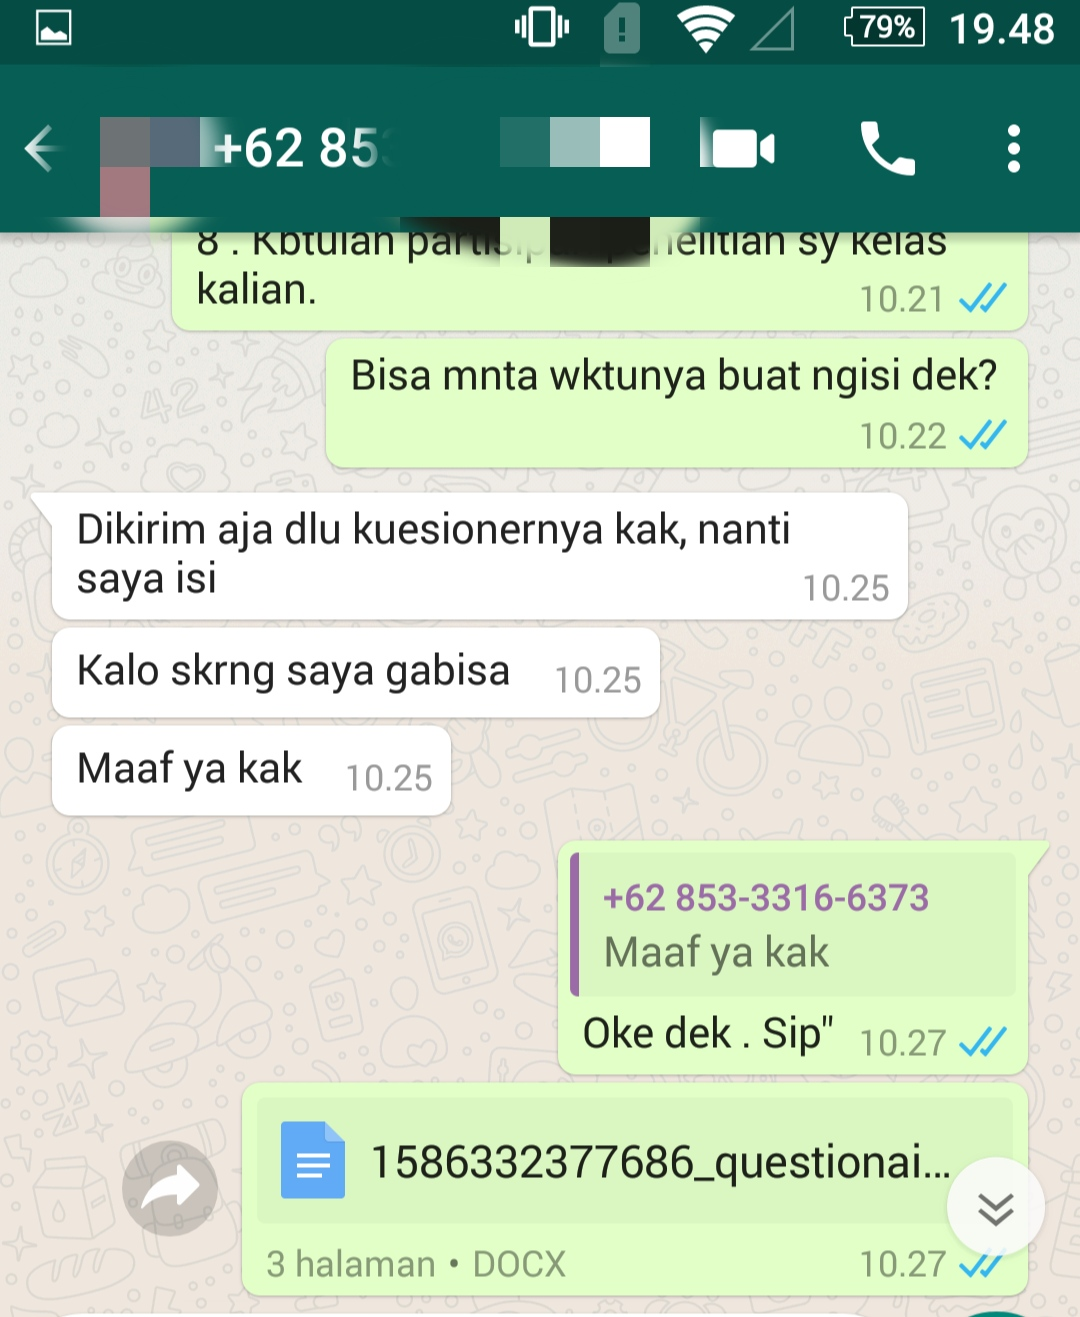 79% 19.48
+62 85
8 . Kbtulan sy kelas
kalian.
10.21
Bisa mnta wktunya buat ngisi dek?
10.22
Dikirim aja dlu kuesionernya kak, nanti
saya isi
10.25
Kalo skrng saya gabisa 10.25
Maaf ya kak 10.25
+62 853-3316-6373
Maaf ya kak
Oke dek . Sip" 10.27
1586332377686_questionai...
3 halaman • DOCX 10.27